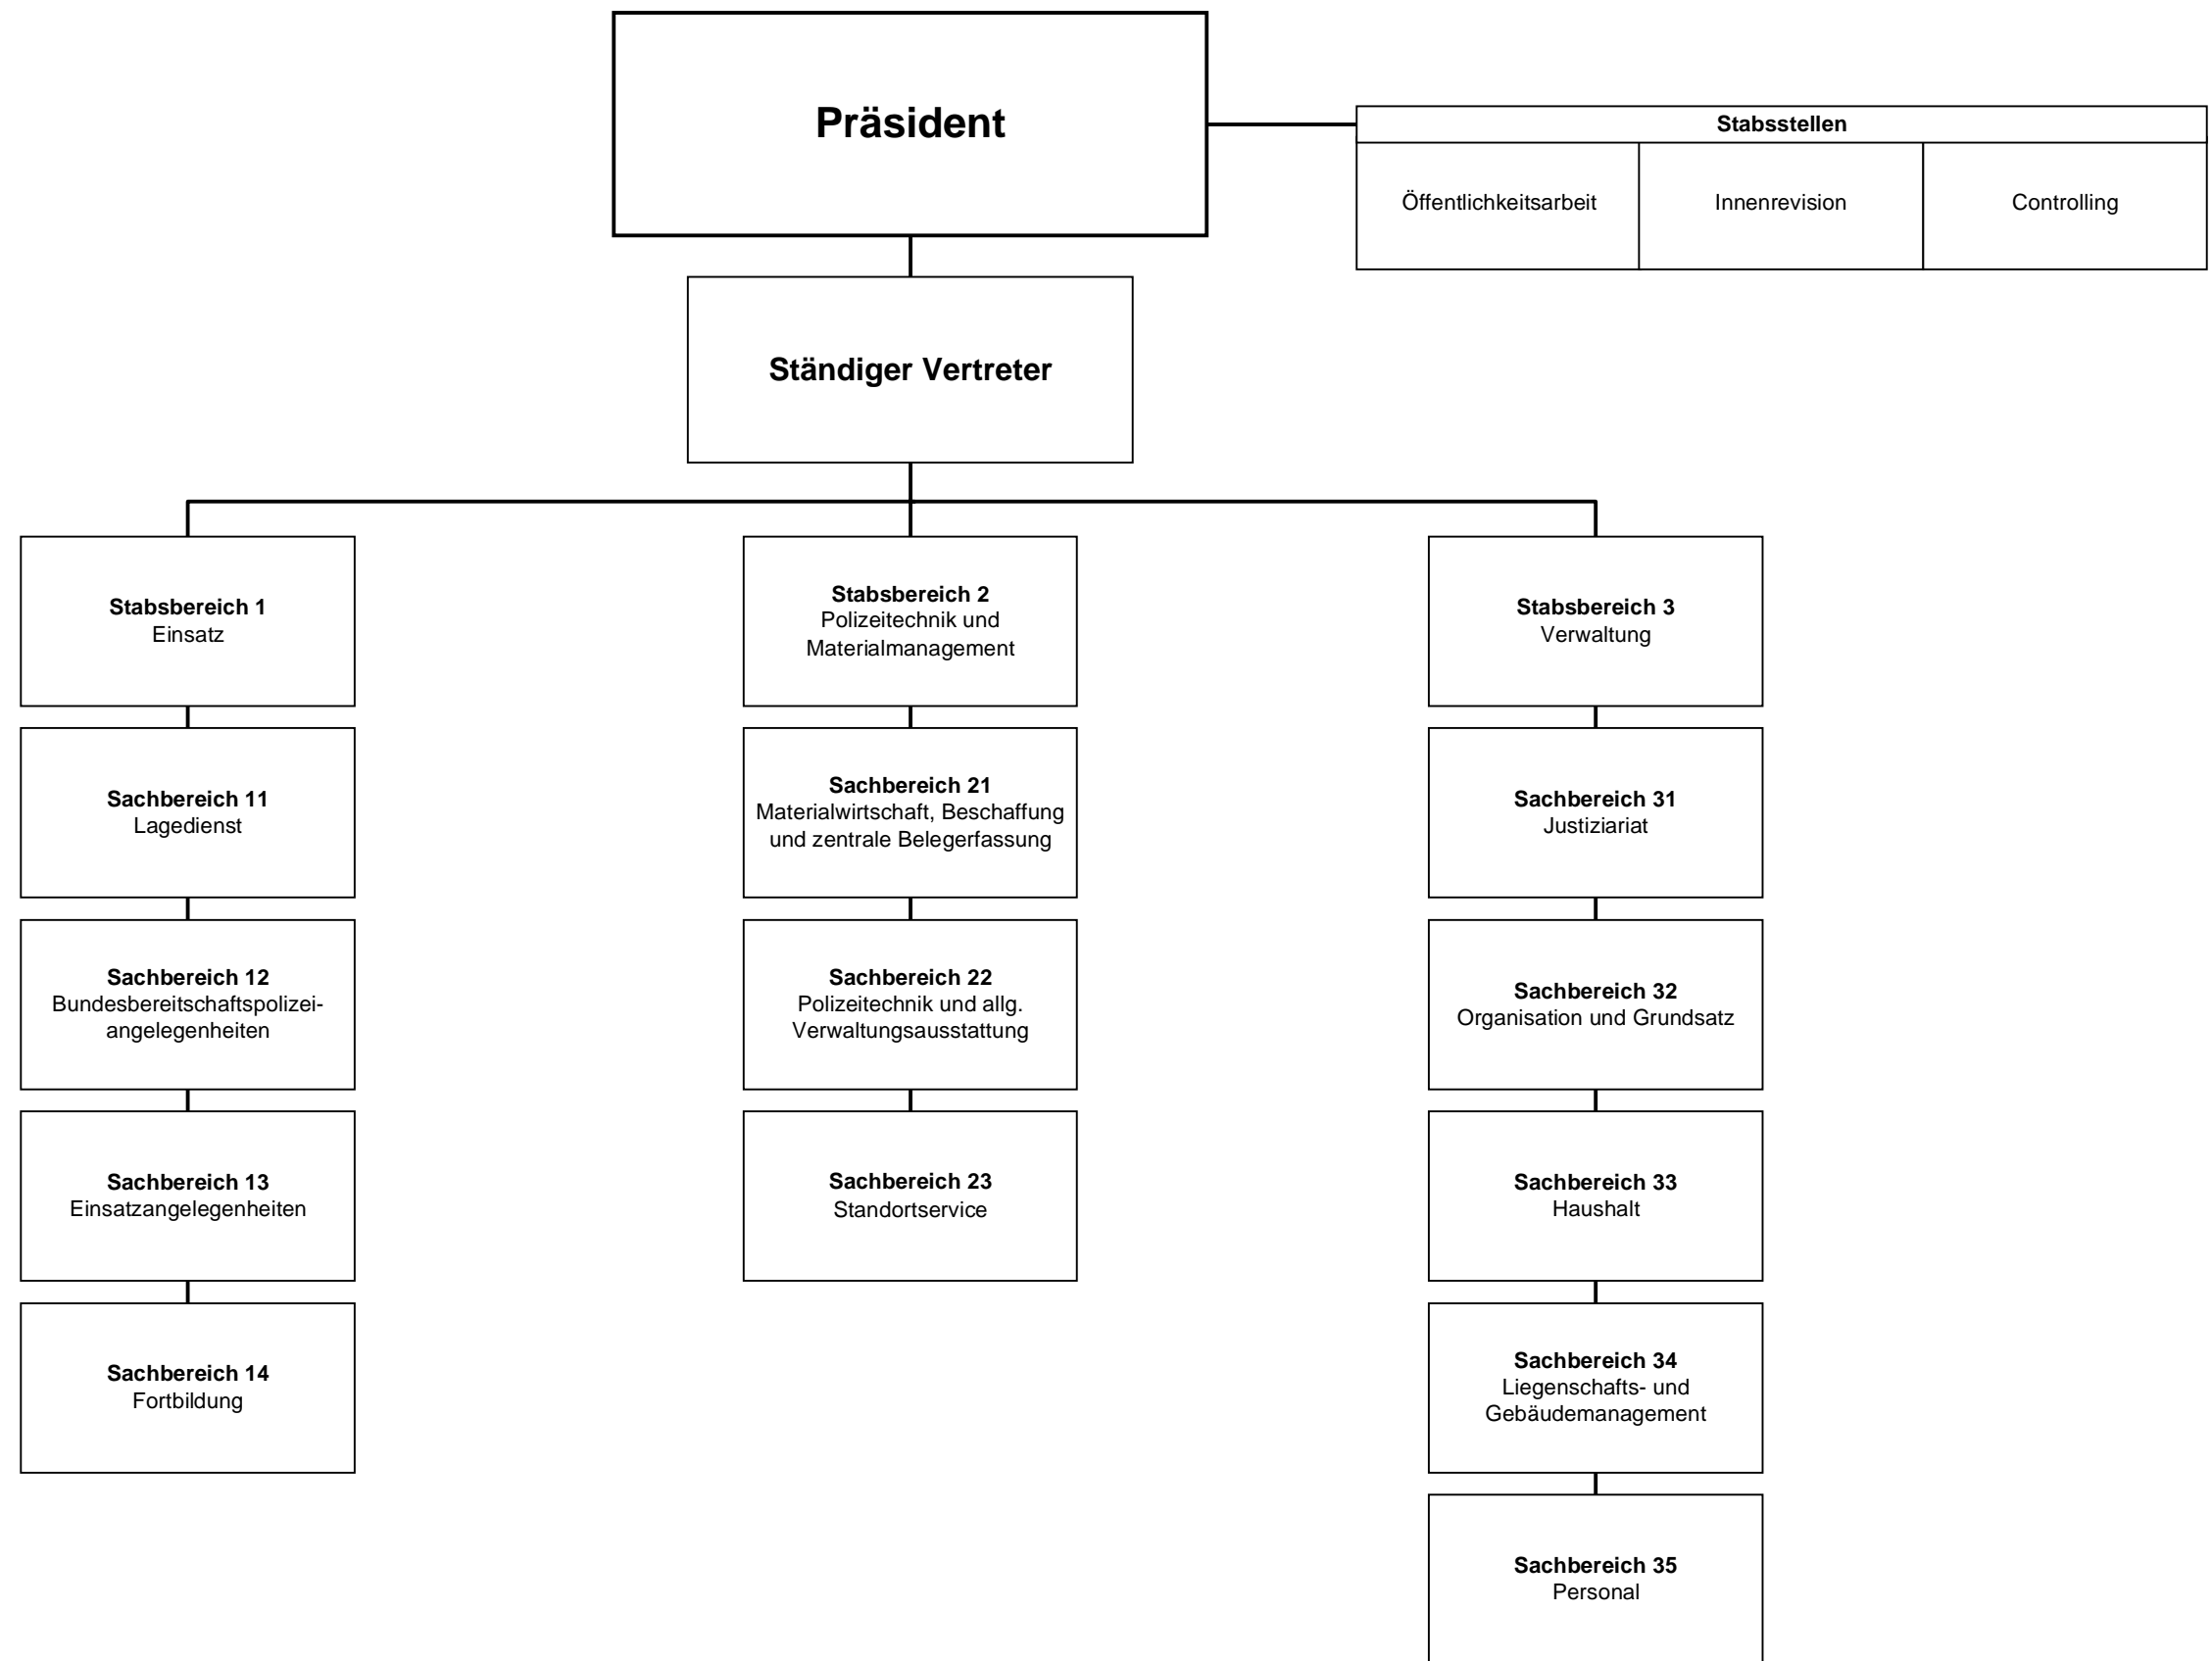 Präsident
Stabsstellen
Öffentlichkeitsarbeit
Innenrevision
Controlling
Ständiger Vertreter
Stabsbereich 1
Einsatz
Stabsbereich 2
Polizeitechnik und
Materialmanagement
Stabsbereich 3
Verwaltung
Sachbereich 11
Lagedienst
Sachbereich 21
Materialwirtschaft, Beschaffung
und zentrale Belegerfassung
Sachbereich 31
Justiziariat
Sachbereich 12
Bundesbereitschaftspolizei-
angelegenheiten
Sachbereich 22
Polizeitechnik und allg.
Verwaltungsausstattung
Sachbereich 32
Organisation und Grundsatz
Sachbereich 13
Einsatzangelegenheiten
Sachbereich 23
Standortservice
Sachbereich 33
Haushalt
Sachbereich 14
Fortbildung
Sachbereich 34
Liegenschafts- und
Gebäudemanagement
Sachbereich 35
Personal